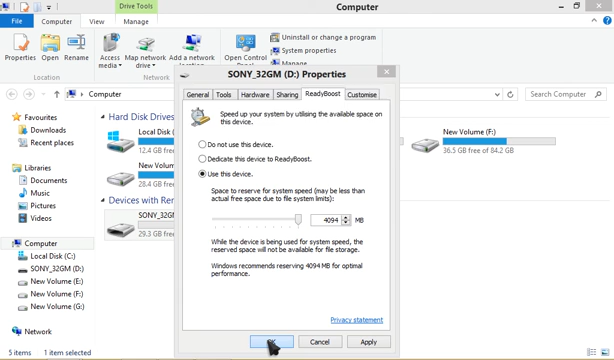 Drive Tools
Computer
File
Computer
View
Manage
Properties
Open
Rename
Access media
Map network drive
Add a network location
Open Control Panel
Uninstall or change a program
System properties
Manage
Location
Network
Computer
Search Computer
Favourites
Downloads
Recent places
Libraries
Documents
Music
Pictures
Videos
Computer
Local Disk (C:)
SONY_32GM (D:)
New Volume (E:)
New Volume (F:)
New Volume (G:)
Network
Hard Disk Drives
Local Disk
12.4 GB free
New Volume
28.4 GB free
Devices with Rem
SONY_32GM
29.3 GB free
New Volume (F:)
36.5 GB free of 84.2 GB
SONY_32GM (D:) Properties
General
Tools
Hardware
Sharing
ReadyBoost
Customise
Speed up your system by utilising the available space on
this device.
Do not use this device.
Dedicate this device to ReadyBoost.
Use this device.
Space to reserve for system speed (may be less than
actual free space due to file system limits):
4094 MB
While the device is being used for system speed, the
reserved space will not be available for file storage.
Windows recommends reserving 4094 MB for optimal
performance.
Privacy statement
Cancel
Apply
5 items
1 item selected